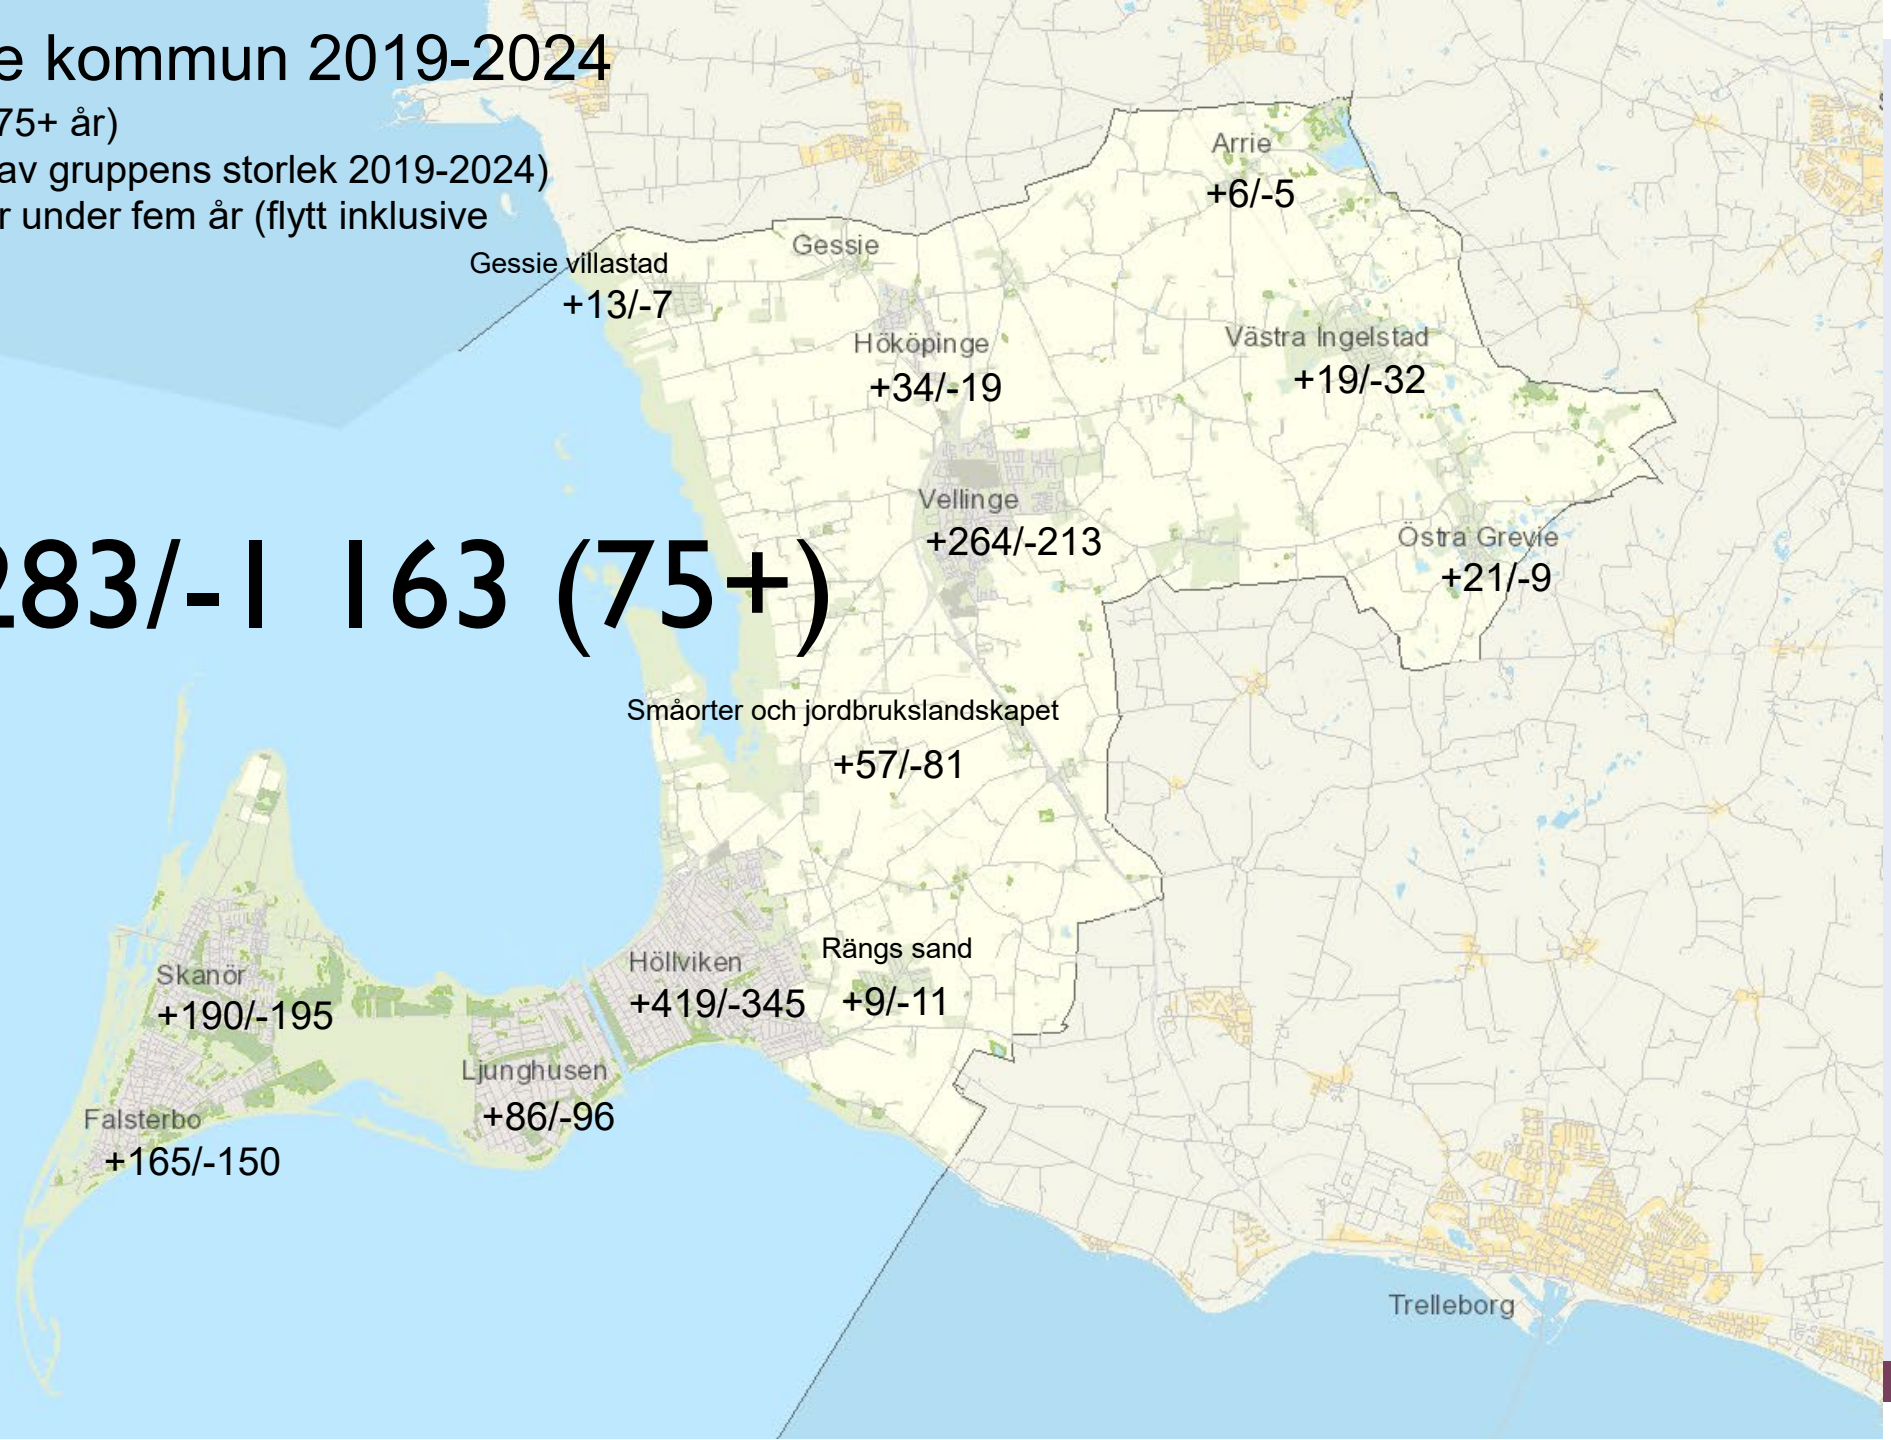 e kommun 2019-2024
75+ år)
av gruppens storlek 2019-2024)
r under fem år (flytt inklusive
Arrie
+6/-5
Gessie
Gessie villastad
+13/-7
Hököpinge
+34/-19
Västra Ingelstad
+19/-32
Vellinge
+264/-213
Östra Grevie
+21/-9
283/-1 163 (75+)
Småorter och jordbrukslandskapet
+57/-81
Rängs sand
+9/-11
Höllviken
+419/-345
Skanör
+190/-195
Ljunghusen
+86/-96
Falsterbo
+165/-150
Trelleborg